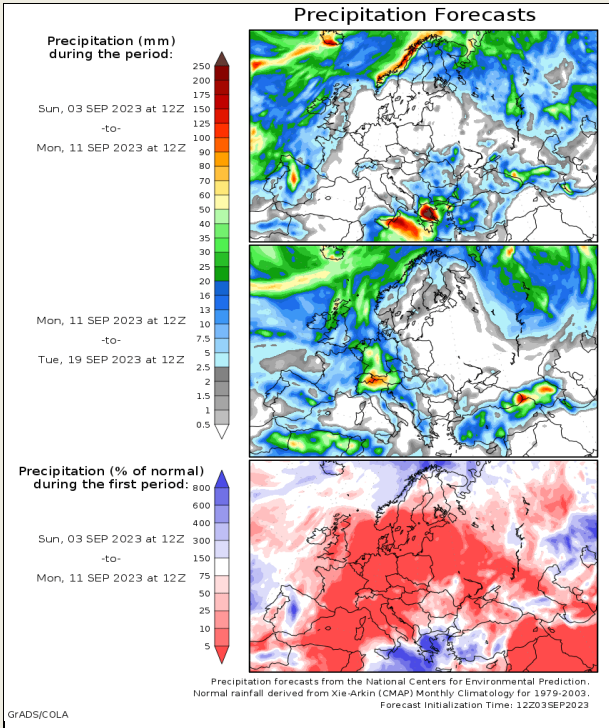 Precipitation Forecasts
Precipitation (mm)
during the period:
250
200
175
150
125
100
90
80
70
60
50
40
35
30
25
20
16
13
10
7.5
5
2.5
2
1.5
1
0.5
Sun, 03 SEP 2023 at 12Z
-to-
Mon, 11 SEP 2023 at 12Z
Mon, 11 SEP 2023 at 12Z
-to-
Tue, 19 SEP 2023 at 12Z
Precipitation (% of normal)
during the first period:
800
600
400
300
150
75
50
25
10
5
Sun, 03 SEP 2023 at 12Z
-to-
Mon, 11 SEP 2023 at 12Z
Precipitation forecasts from the National Centers for Environmental Prediction.
Normal rainfall derived from Xie-Arkin (CMAP) Monthly Climatology for 1979-2003.
Forecast Initialization Time: 12Z03SEP2023
GrADS/COLA